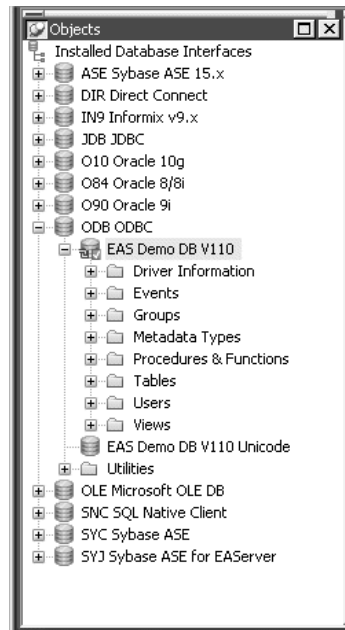 Objects
Installed Database Interfaces
ASE Sybase ASE 15.x
DIR Direct Connect
IN9 Informix v9.x
JDB JDBC
O10 Oracle 10g
O84 Oracle 8/8i
O90 Oracle 9i
ODB ODBC
EAS Demo DB V110
Driver Information
Events
Groups
Metadata Types
Procedures & Functions
Tables
Users
Views
EAS Demo DB V110 Unicode
Utilities
OLE Microsoft OLE DB
SNC SQL Native Client
SYC Sybase ASE
SYJ Sybase ASE for EAServer